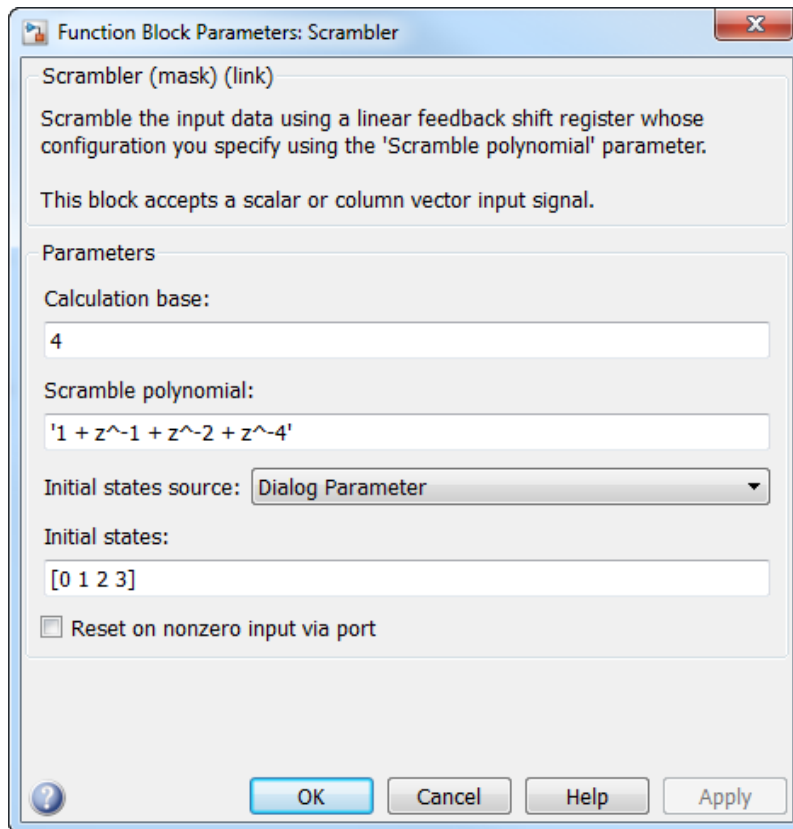 Function Block Parameters: Scrambler
Scrambler (mask) (link)
Scramble the input data using a linear feedback shift register whose
configuration you specify using the 'Scramble polynomial' parameter.
This block accepts a scalar or column vector input signal.
Parameters
Calculation base:
4
Scramble polynomial:
'1 + z^-1 + z^-2 + z^-4'
Initial states source: Dialog Parameter
Initial states:
[0 1 2 3]
Reset on nonzero input via port
OK Cancel Help Apply